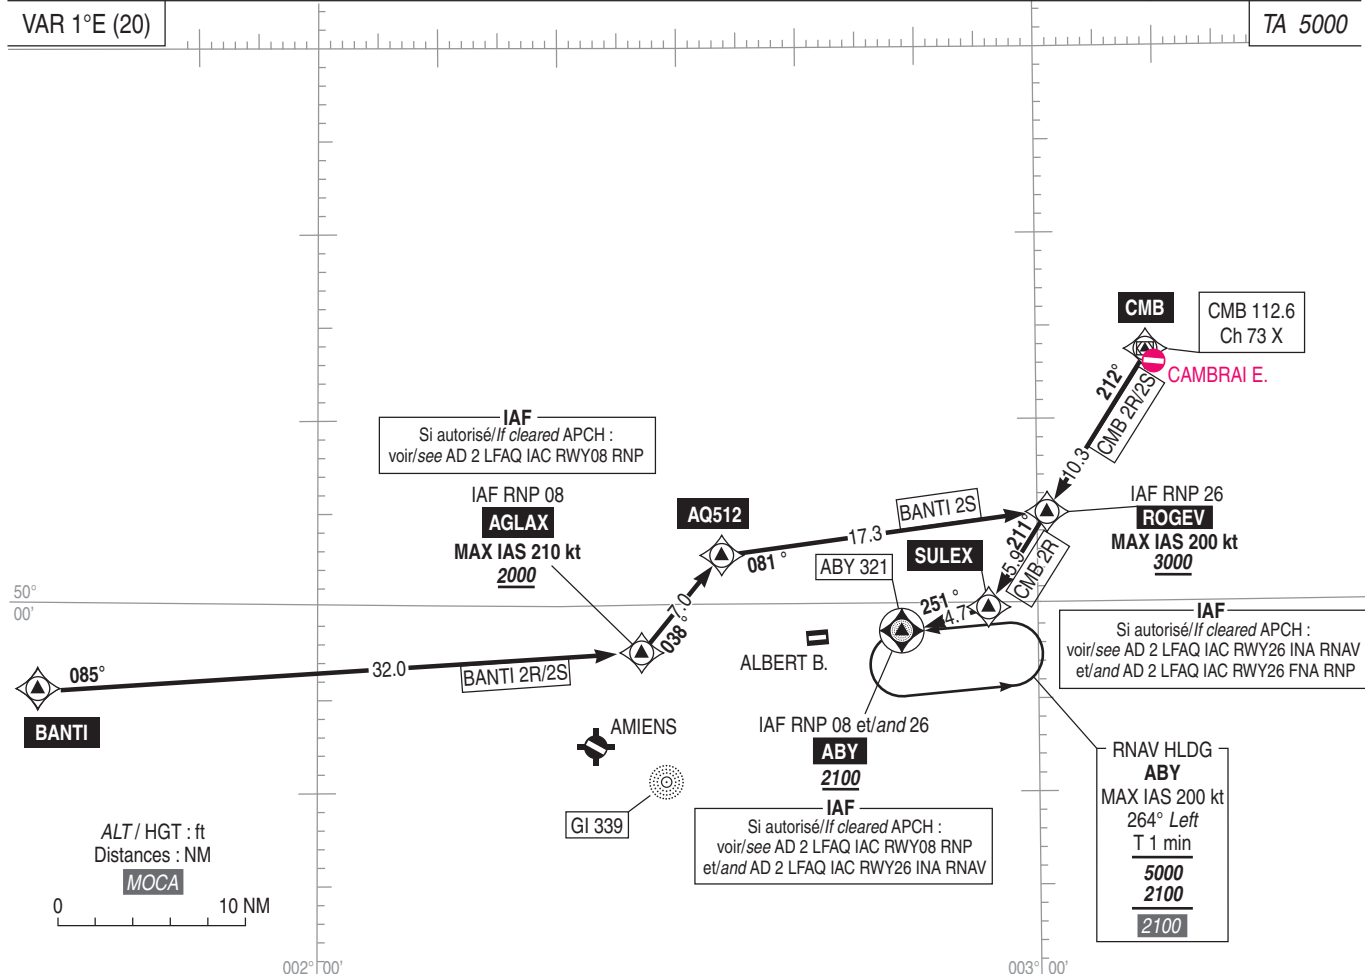 VAR 1°E (20)
TA 5000
CMB
CMB 112.6
Ch 73 X
CAMBRAI E.
212°
CMB 2R/2S
10.3
IAF
Si autorisé/If cleared APCH :
voir/see AD 2 LFAQ IAC RWY08 RNP
IAF RNP 08
AGLAX
MAX IAS 210 kt
2000
AQ512
BANTI 2S
17.3
081 °
IAF RNP 26
ROGEV
MAX IAS 200 kt
3000
211°
5.9
CMB 2R
SULEX
ABY 321
251 °
4.7
50°
00'
7.0
038 °
ALBERT B.
IAF
Si autorisé/If cleared APCH :
voir/see AD 2 LFAQ IAC RWY26 INA RNAV
et/and AD 2 LFAQ IAC RWY26 FNA RNP
085°
32.0
BANTI 2R/2S
BANTI
AMIENS
GI 339
IAF RNP 08 et/and 26
ABY
2100
IAF
Si autorisé/If cleared APCH :
voir/see AD 2 LFAQ IAC RWY08 RNP
et/and AD 2 LFAQ IAC RWY26 INA RNAV
RNAV HLDG
ABY
MAX IAS 200 kt
264° Left
T 1 min
5000
2100
2100
ALT / HGT : ft
Distances : NM
MOCA
0
10 NM
002° 00'
003° 00'